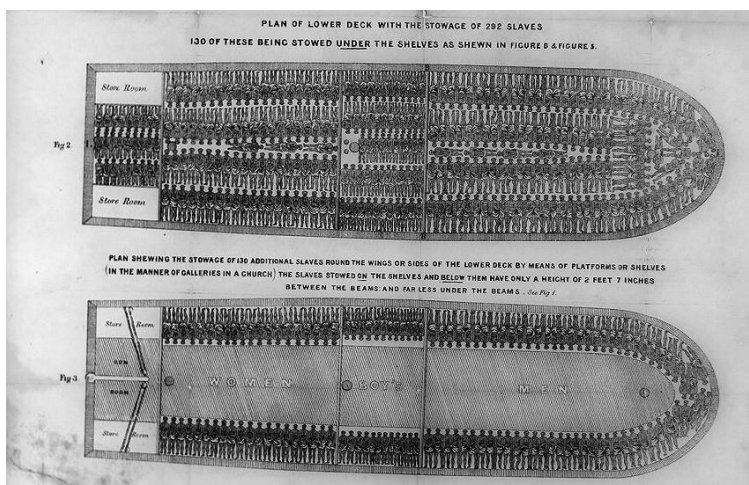 PLAN OF LOWER DECK WITH THE STOWAGE OF 292 SLAVES
130 OF THESE BEING STOWED UNDER THE SHELVES AS SHEWN IN FIGURE B & FIGURE 5.
Store Room
Fig 2.
Store Room
PLAN SHEWING THE STOWAGE OF 130 ADDITIONAL SLAVES ROUND THE WINGS OR SIDES OF THE LOWER DECK BY MEANS OF PLATFORMS OR SHELVES
(IN THE MANNER OF GALLERIES IN A CHURCH) THE SLAVES STOWED ON THE SHELVES AND BELOW THEM HAVE ONLY A HEIGHT OF 2 FEET 7 INCHES
BETWEEN THE BEAMS: AND FAR LESS UNDER THE BEAMS. See Fig 1.
Store Room
GUN
Fig 3.
WOMEN
BOYS
MEN
ROOM
Store Room